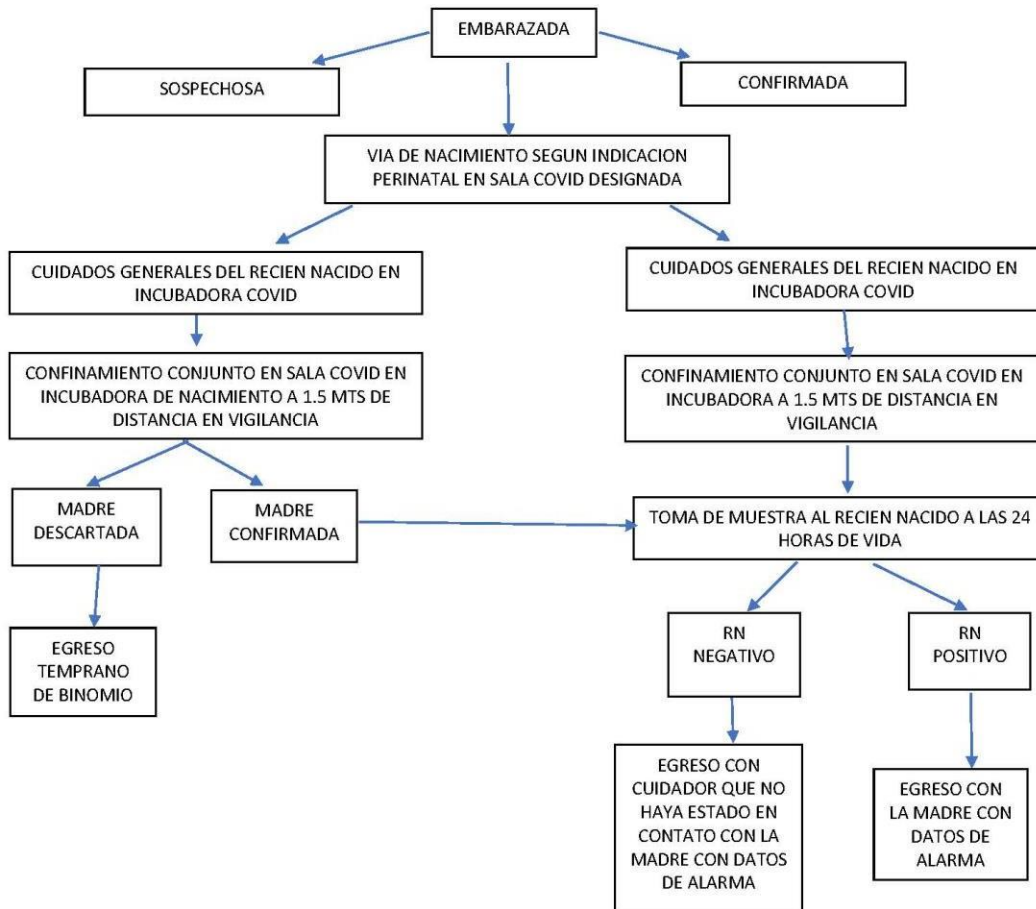 EMBARAZADA
SOSPECHOSA
CONFIRMADA
VIA DE NACIMIENTO SEGUN INDICACION
PERINATAL EN SALA COVID DESIGNADA
CUIDADOS GENERALES DEL RECIEN NACIDO EN
INCUBADORA COVID
CUIDADOS GENERALES DEL RECIEN NACIDO EN
INCUBADORA COVID
CONFINAMIENTO CONJUNTO EN SALA COVID EN
INCUBADORA DE NACIMIENTO A 1.5 MTS DE
DISTANCIA EN VIGILANCIA
CONFINAMIENTO CONJUNTO EN SALA COVID EN
INCUBADORA A 1.5 MTS DE DISTANCIA EN
VIGILANCIA
MADRE
DESCARTADA
MADRE
CONFIRMADA
TOMA DE MUESTRA AL RECIEN NACIDO A LAS 24
HORAS DE VIDA
EGRESO
TEMPRANO
DE BINOMIO
RN
NEGATIVO
RN
POSITIVO
EGRESO CON
CUIDADOR QUE NO
HAYA ESTADO EN
CONTATO CON LA
MADRE CON DATOS
DE ALARMA
EGRESO CON
LA MADRE CON
DATOS DE
ALARMA